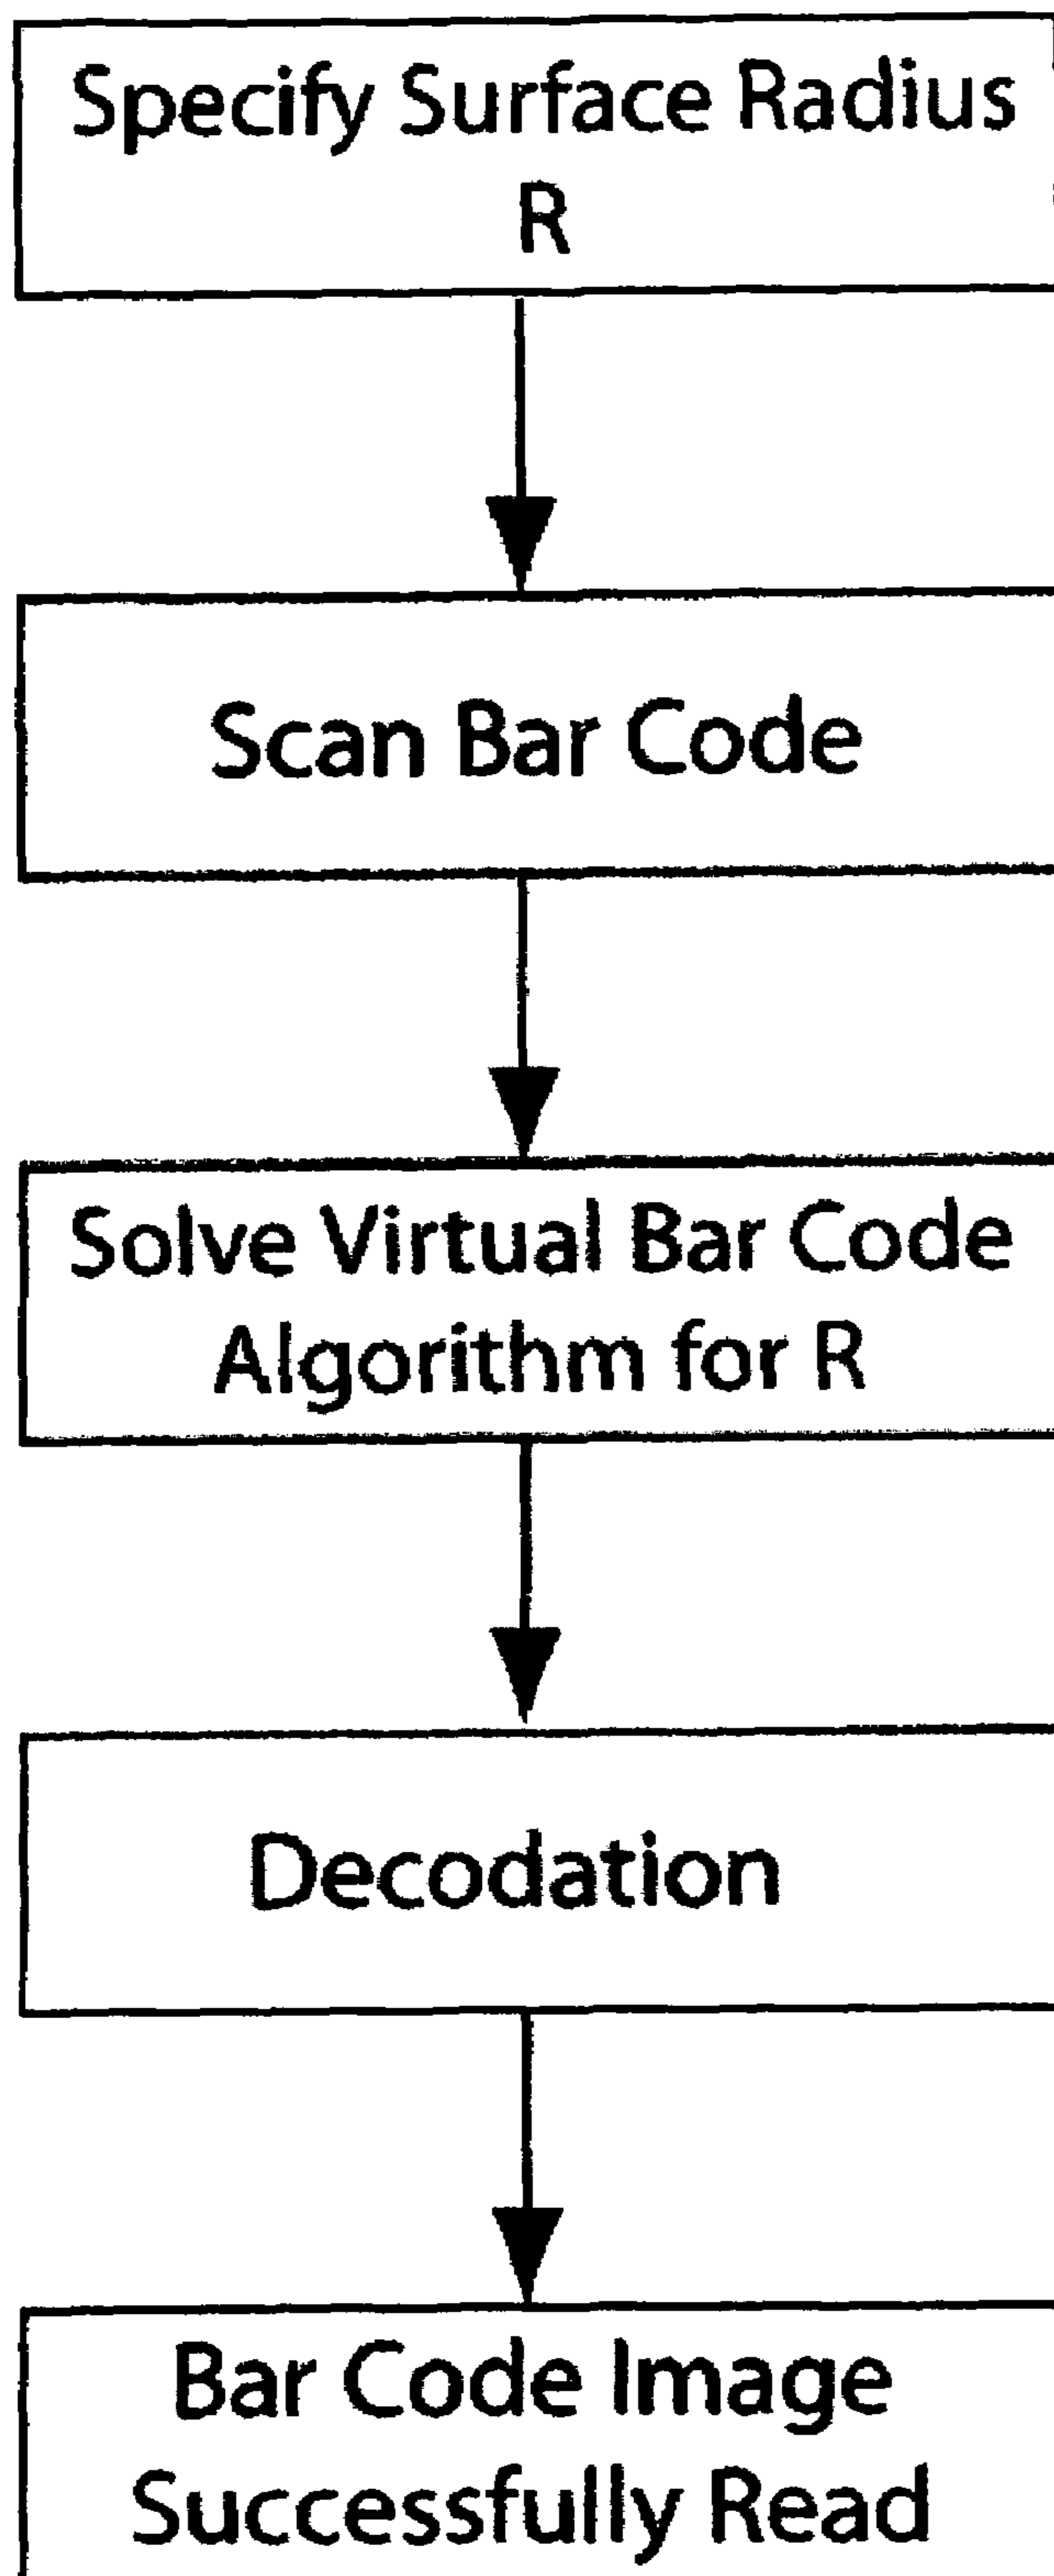 Specify Surface Radius
R
Scan Bar Code
Solve Virtual Bar Code
Algorithm for R
Decodation
Bar Code Image
Successfully Read